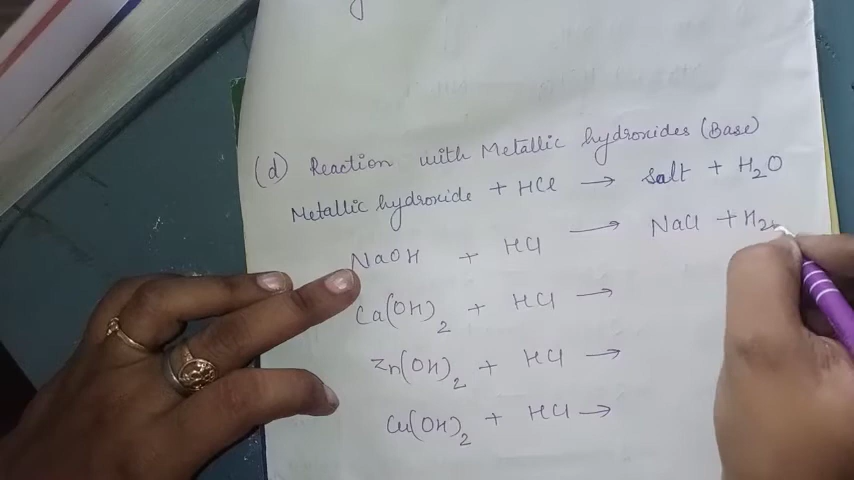 (d) Reaction with Metallic hydroxides (Base)
Metallic hydroxide + HCl → salt + H2O
NaOH + HCl → NaCl + H2
Ca(OH)2 + HCl →
Zn(OH)2 + HCl →
Cu(OH)2 + HCl →